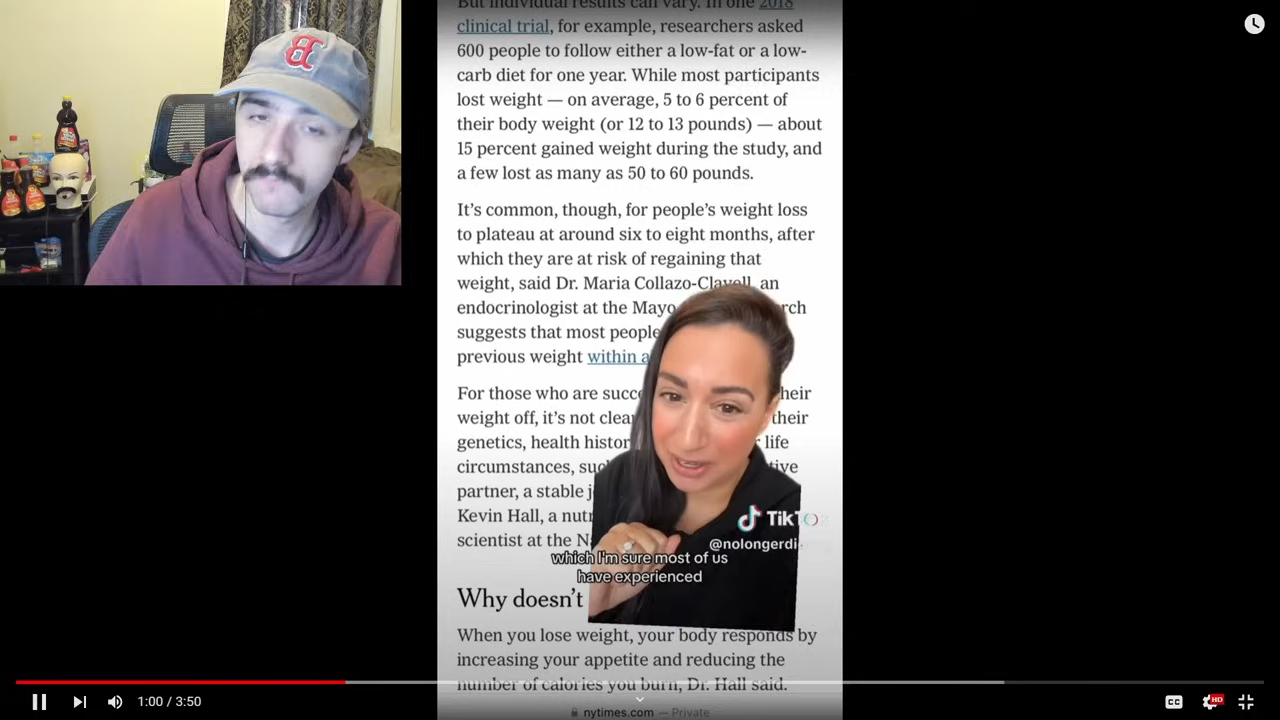 But individual results can vary. In one 2018
clinical trial, for example, researchers asked
600 people to follow either a low-fat or a low-
carb diet for one year. While most participants
lost weight — on average, 5 to 6 percent of
their body weight (or 12 to 13 pounds) — about
15 percent gained weight during the study, and
a few lost as many as 50 to 60 pounds.
It's common, though, for people's weight loss
to plateau at around six to eight months, after
which they are at risk of regaining that
weight, said Dr. Maria Collazo-Clavell, an
endocrinologist at the Mayo
suggests that most people
previous weight within a
For those who are heir
weight off, it's not their
genetics, health life
circumstances,
partner, a stable
Kevin Hall, a
scientist at the
TikTok
@nolongerdi
which I'm sure most of us
have experienced
Why doesn't
When you lose weight, your body responds by
increasing your appetite and reducing the
number of calories you burn, Dr. Hall said.
nytimes.com — Private
1:00 / 3:50
CC
HD
B